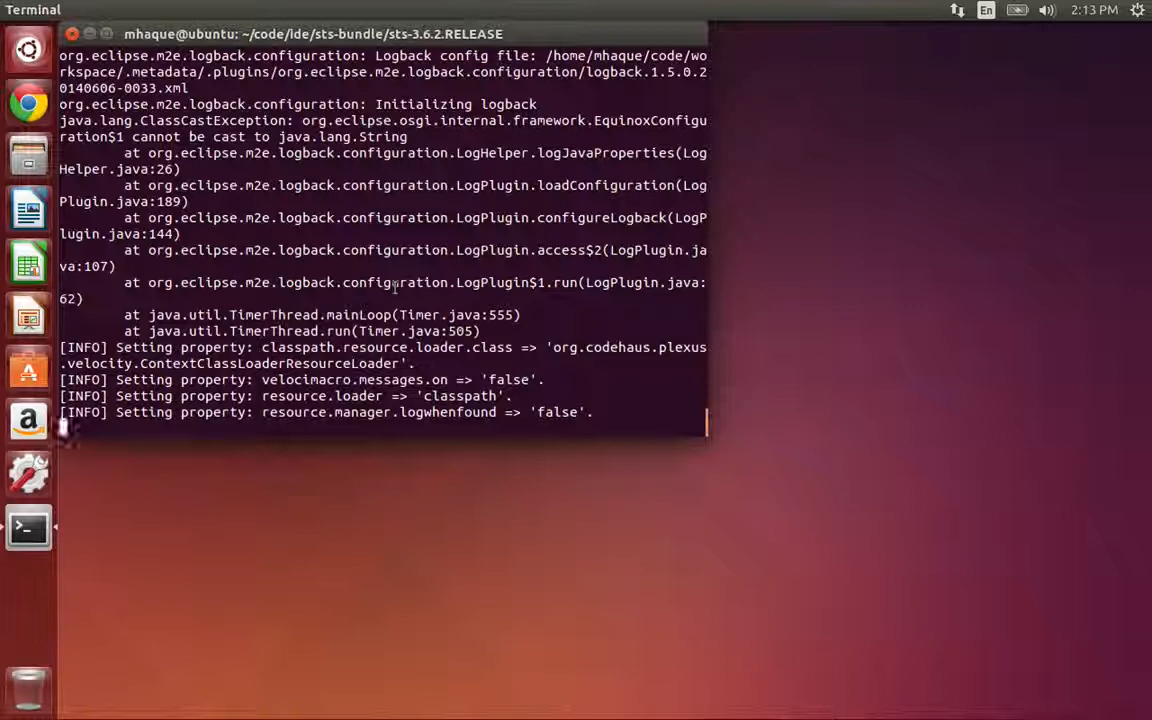 Terminal
En
2:13 PM
mhaque@ubuntu: ~/code/ide/sts-bundle/sts-3.6.2.RELEASE
org.eclipse.m2e.logback.configuration: Logback config file: /home/mhaque/code/wo
rkspace/.metadata/.plugins/org.eclipse.m2e.logback.configuration/logback.1.5.0.2
0140606-0033.xml
org.eclipse.m2e.logback.configuration: Initializing logback
java.lang.ClassCastException: org.eclipse.osgi.internal.framework.EquinoxConfigu
ration$1 cannot be cast to java.lang.String
at org.eclipse.m2e.logback.configuration.LogHelper.logJavaProperties(Log
Helper.java:26)
at org.eclipse.m2e.logback.configuration.LogPlugin.loadConfiguration(Log
Plugin.java:189)
at org.eclipse.m2e.logback.configuration.LogPlugin.configureLogback(LogP
lugin.java:144)
at org.eclipse.m2e.logback.configuration.LogPlugin.access$2(LogPlugin.ja
va:107)
at org.eclipse.m2e.logback.configuration.LogPlugin$1.run(LogPlugin.java:
62)
at java.util.TimerThread.mainLoop(Timer.java:555)
at java.util.TimerThread.run(Timer.java:505)
[INFO] Setting property: classpath.resource.loader.class => 'org.codehaus.plexus
.velocity.ContextClassLoaderResourceLoader'.
[INFO] Setting property: velocimacro.messages.on => 'false'.
[INFO] Setting property: resource.loader => 'classpath'.
[INFO] Setting property: resource.manager.logwhenfound => 'false'.